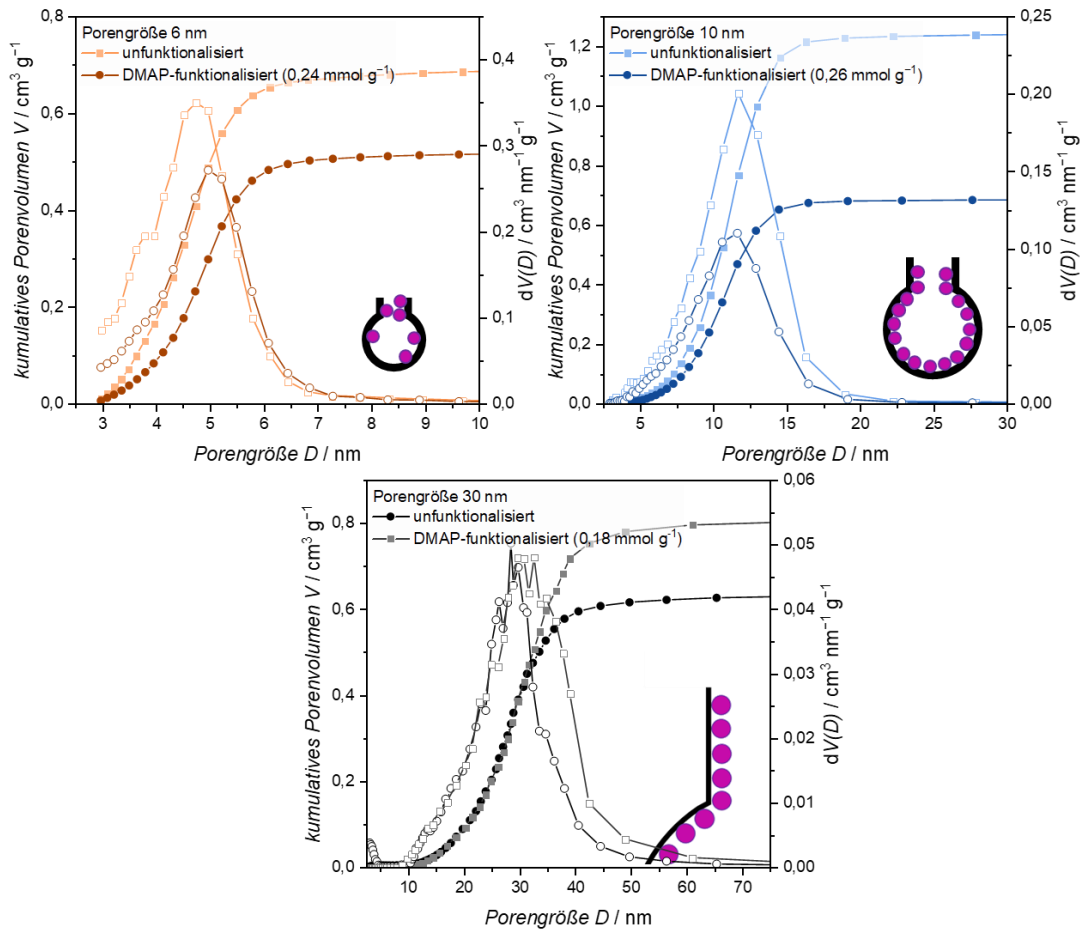 Porengröße 6 nm
unfunktionalisiert
DMAP-funktionalisiert (0,24 mmol g⁻¹)
kumulatives Porenvolumen V / cm³ g⁻¹
0,8
0,6
0,4
0,2
0,0
3 4 5 6 7 8 9 10
Porengröße D / nm
0,4
0,3
0,2
0,1
0,0
dV(D) / cm³ nm⁻¹ g⁻¹
Porengröße 10 nm
unfunktionalisiert
DMAP-funktionalisiert (0,26 mmol g⁻¹)
kumulatives Porenvolumen V / cm³ g⁻¹
1,2
1,0
0,8
0,6
0,4
0,2
0,0
5 10 15 20 25 30
Porengröße D / nm
0,25
0,20
0,15
0,10
0,05
0,00
dV(D) / cm³ nm⁻¹ g⁻¹
Porengröße 30 nm
unfunktionalisiert
DMAP-funktionalisiert (0,18 mmol g⁻¹)
kumulatives Porenvolumen V / cm³ g⁻¹
0,8
0,6
0,4
0,2
0,0
10 20 30 40 50 60 70
Porengröße D / nm
0,06
0,05
0,04
0,03
0,02
0,01
0,00
dV(D) / cm³ nm⁻¹ g⁻¹